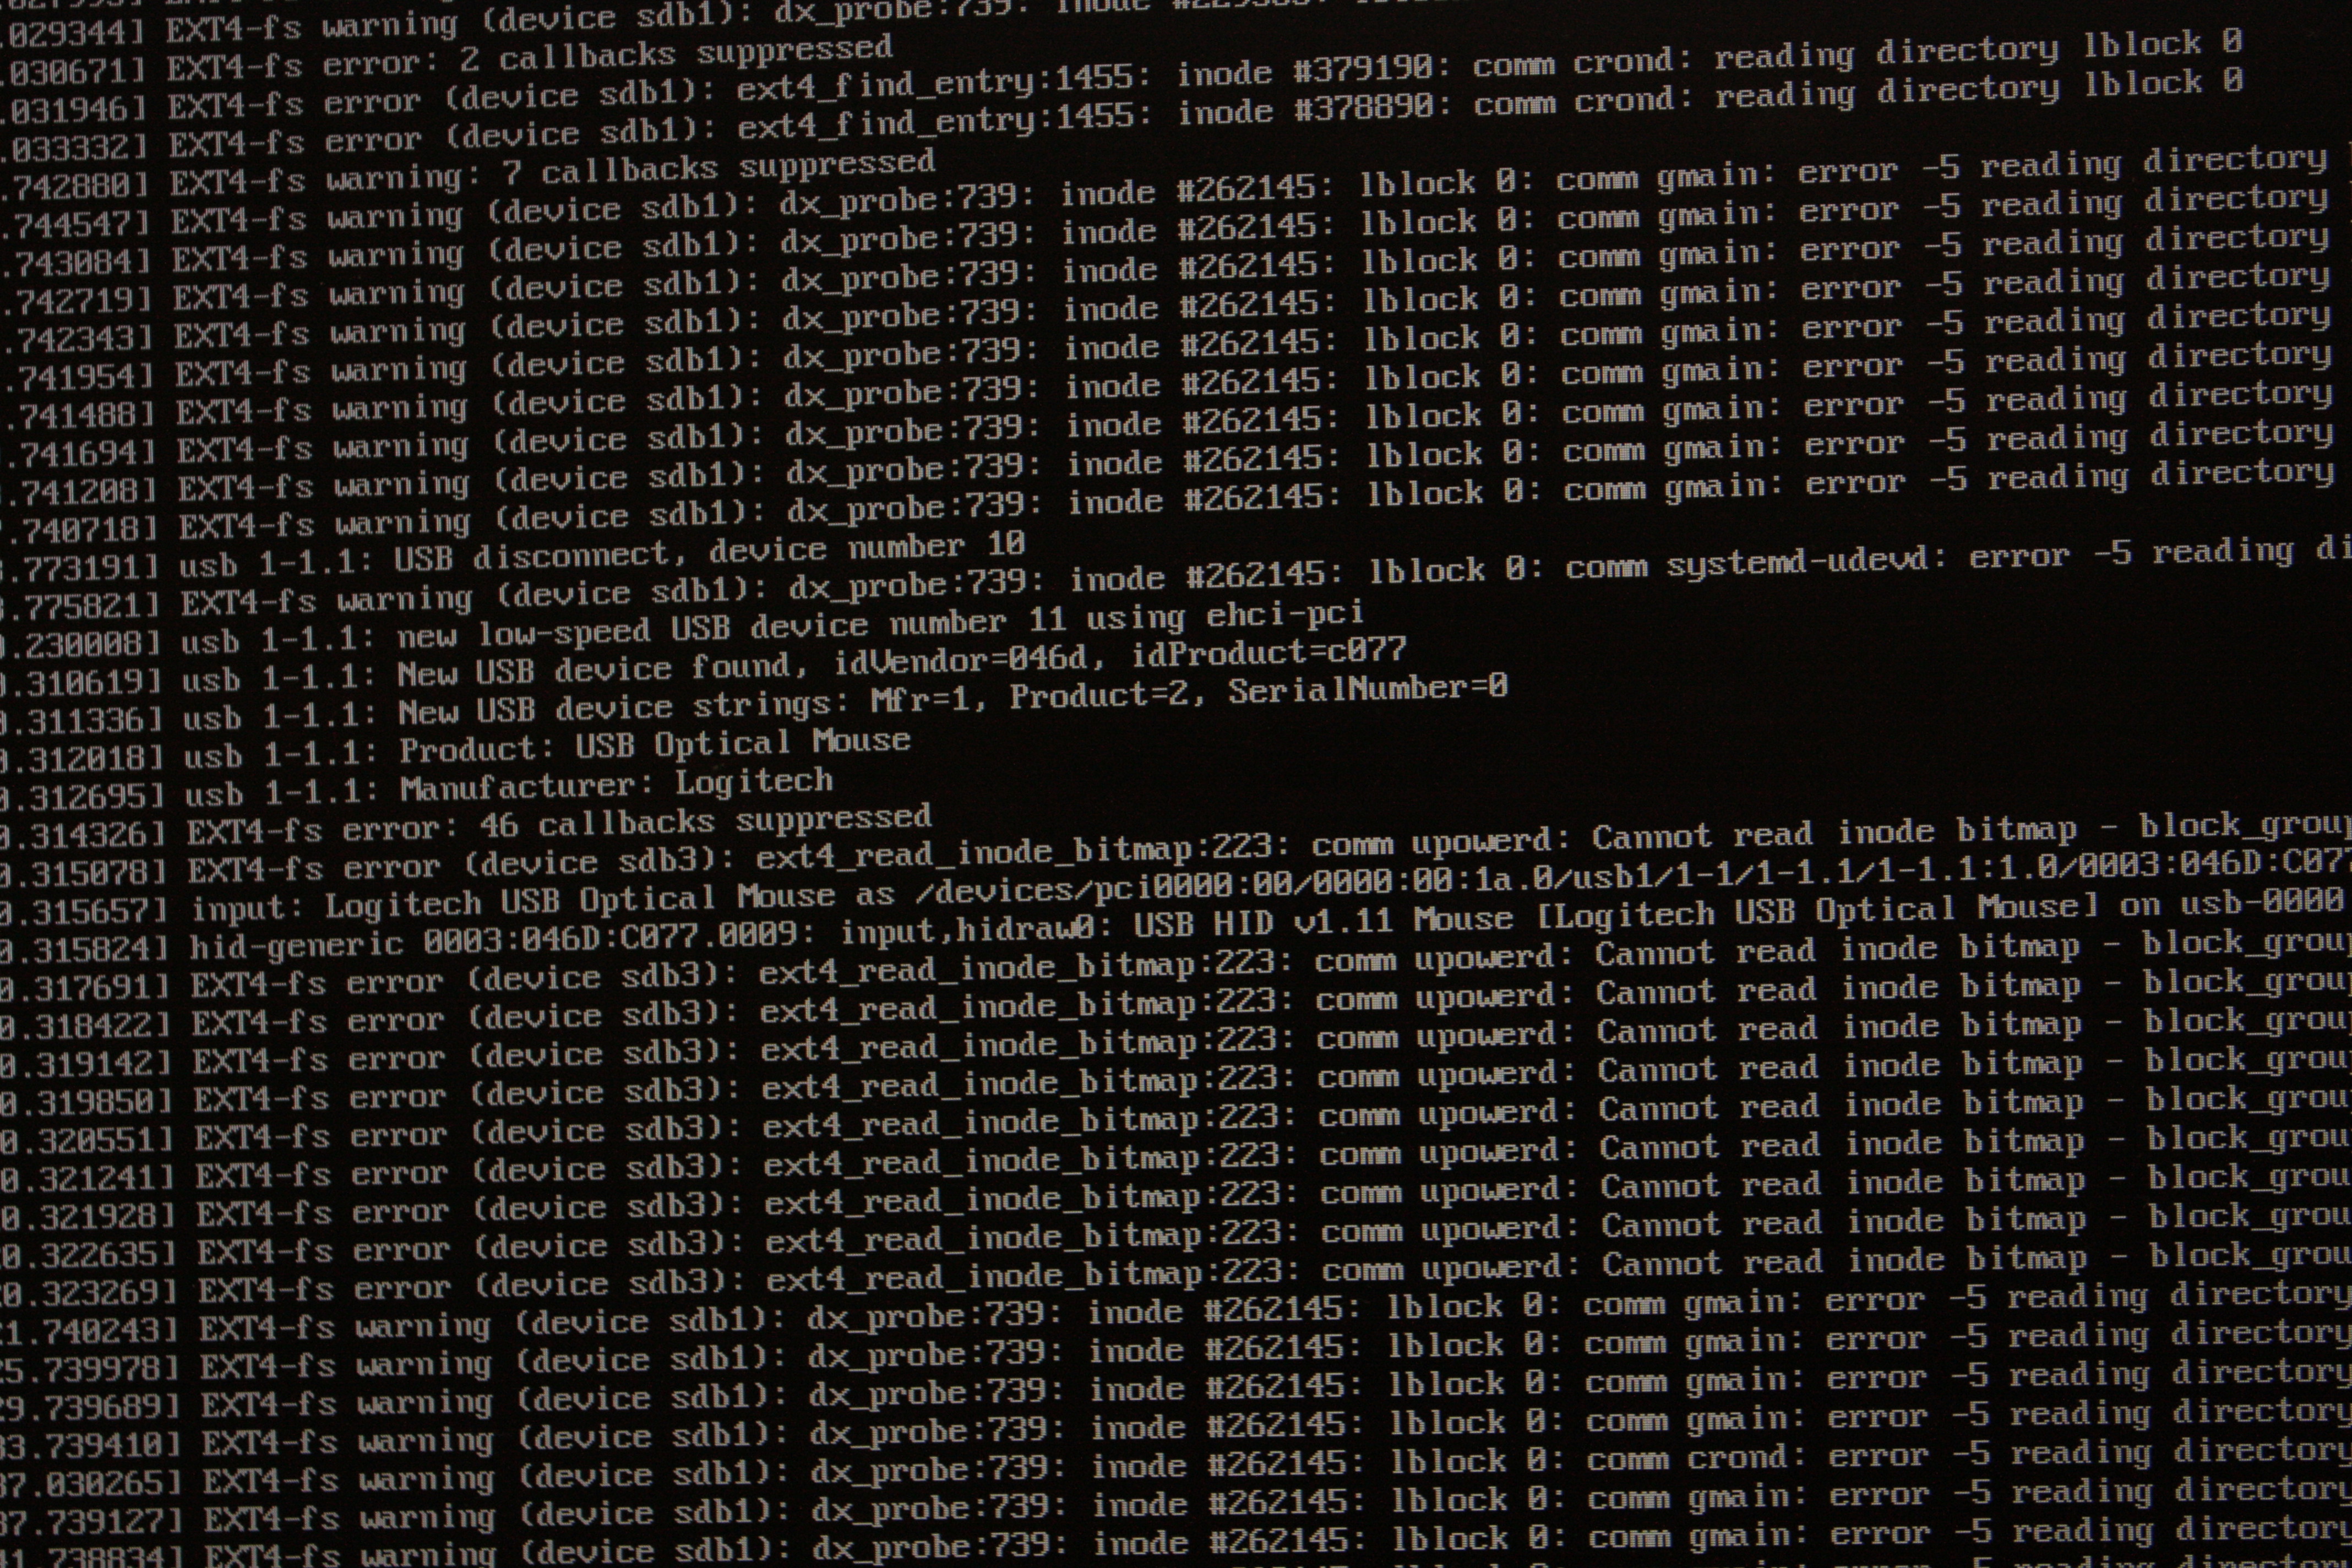 .029344] EXT4-fs warning (device sdb1): dx_probe:739: inode
.030671] EXT4-fs error: 2 callbacks suppressed
.031946] EXT4-fs error (device sdb1): ext4_find_entry:1455: inode #379190: comm crond: reading directory lblock 0
.033332] EXT4-fs error (device sdb1): ext4_find_entry:1455: inode #378890: comm crond: reading directory lblock 0
.742880] EXT4-fs warning: 7 callbacks suppressed
.744547] EXT4-fs warning (device sdb1): dx_probe:739: inode #262145: lblock 0: comm gmain: error -5 reading directory
.743084] EXT4-fs warning (device sdb1): dx_probe:739: inode #262145: lblock 0: comm gmain: error -5 reading directory
.742719] EXT4-fs warning (device sdb1): dx_probe:739: inode #262145: lblock 0: comm gmain: error -5 reading directory
.742343] EXT4-fs warning (device sdb1): dx_probe:739: inode #262145: lblock 0: comm gmain: error -5 reading directory
.741954] EXT4-fs warning (device sdb1): dx_probe:739: inode #262145: lblock 0: comm gmain: error -5 reading directory
.741488] EXT4-fs warning (device sdb1): dx_probe:739: inode #262145: lblock 0: comm gmain: error -5 reading directory
.741694] EXT4-fs warning (device sdb1): dx_probe:739: inode #262145: lblock 0: comm gmain: error -5 reading directory
.741208] EXT4-fs warning (device sdb1): dx_probe:739: inode #262145: lblock 0: comm gmain: error -5 reading directory
.740718] EXT4-fs warning (device sdb1): dx_probe:739: inode #262145: lblock 0: comm gmain: error -5 reading directory
.773191] usb 1-1.1: USB disconnect, device number 10
.775821] EXT4-fs warning (device sdb1): dx_probe:739: inode #262145: lblock 0: comm systemd-udevd: error -5 reading di
.230008] usb 1-1.1: new low-speed USB device number 11 using ehci-pci
.310619] usb 1-1.1: New USB device found, idVendor=046d, idProduct=c077
.311336] usb 1-1.1: New USB device strings: Mfr=1, Product=2, SerialNumber=0
0.312018] usb 1-1.1: Product: USB Optical Mouse
0.312695] usb 1-1.1: Manufacturer: Logitech
0.314326] EXT4-fs error: 46 callbacks suppressed
0.315078] EXT4-fs error (device sdb3): ext4_read_inode_bitmap:223: comm upowerd: Cannot read inode bitmap - block_grou
0.315657] input: Logitech USB Optical Mouse as /devices/pci0000:00/0000:00:1a.0/usb1/1-1/1-1.1/1-1.1:1.0/0003:046D:C07
0.315824] hid-generic 0003:046D:C077.0009: input,hidraw0: USB HID v1.11 Mouse [Logitech USB Optical Mouse] on usb-0000
0.317691] EXT4-fs error (device sdb3): ext4_read_inode_bitmap:223: comm upowerd: Cannot read inode bitmap - block_grou
0.318422] EXT4-fs error (device sdb3): ext4_read_inode_bitmap:223: comm upowerd: Cannot read inode bitmap - block_grou
0.319142] EXT4-fs error (device sdb3): ext4_read_inode_bitmap:223: comm upowerd: Cannot read inode bitmap - block_grou
0.319850] EXT4-fs error (device sdb3): ext4_read_inode_bitmap:223: comm upowerd: Cannot read inode bitmap - block_grou
0.320551] EXT4-fs error (device sdb3): ext4_read_inode_bitmap:223: comm upowerd: Cannot read inode bitmap - block_grou
0.321241] EXT4-fs error (device sdb3): ext4_read_inode_bitmap:223: comm upowerd: Cannot read inode bitmap - block_grou
0.321928] EXT4-fs error (device sdb3): ext4_read_inode_bitmap:223: comm upowerd: Cannot read inode bitmap - block_grou
0.322635] EXT4-fs error (device sdb3): ext4_read_inode_bitmap:223: comm upowerd: Cannot read inode bitmap - block_grou
0.323269] EXT4-fs error (device sdb3): ext4_read_inode_bitmap:223: comm upowerd: Cannot read inode bitmap - block_grou
1.740243] EXT4-fs warning (device sdb1): dx_probe:739: inode #262145: lblock 0: comm gmain: error -5 reading directory
5.739978] EXT4-fs warning (device sdb1): dx_probe:739: inode #262145: lblock 0: comm gmain: error -5 reading directory
9.739689] EXT4-fs warning (device sdb1): dx_probe:739: inode #262145: lblock 0: comm gmain: error -5 reading directory
33.739410] EXT4-fs warning (device sdb1): dx_probe:739: inode #262145: lblock 0: comm gmain: error -5 reading directory
37.030265] EXT4-fs warning (device sdb1): dx_probe:739: inode #262145: lblock 0: comm crond: error -5 reading directory
37.739127] EXT4-fs warning (device sdb1): dx_probe:739: inode #262145: lblock 0: comm gmain: error -5 reading directory
1.738834] EXT4-fs warning (device sdb1): dx_probe:739: inode #262145: lblock 0: comm gmain: error -5 reading directory